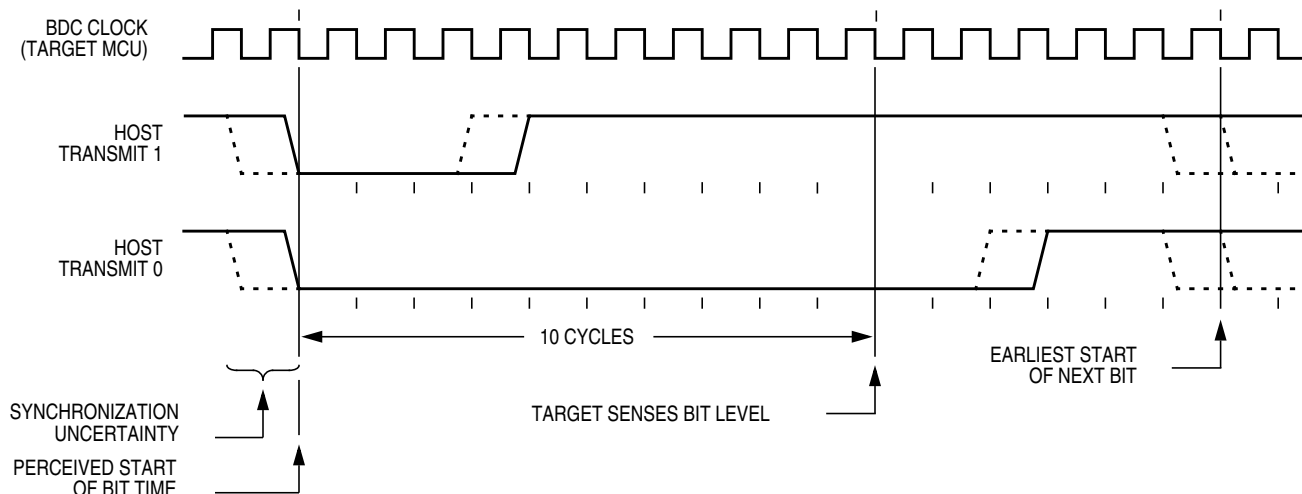 BDC CLOCK
(TARGET MCU)
HOST
TRANSMIT 1
HOST
TRANSMIT 0
10 CYCLES
EARLIEST START
OF NEXT BIT
TARGET SENSES BIT LEVEL
SYNCHRONIZATION
UNCERTAINTY
PERCEIVED START
OF BIT TIME